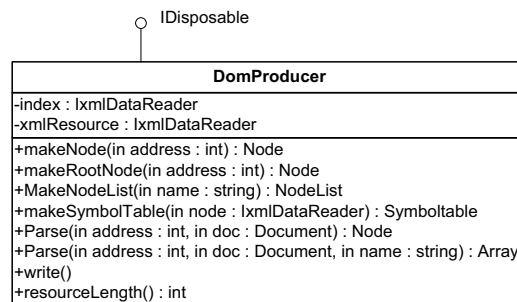 IDisposable
DomProducer
-index : IxmlDataReader
-xmlResource : IxmlDataReader
+makeNode(in address : int) : Node
+makeRootNode(in address : int) : Node
+MakeNodeList(in name : string) : NodeList
+makeSymbolTable(in node : IxmlDataReader) : Symboltable
+Parse(in address : int, in doc : Document) : Node
+Parse(in address : int, in doc : Document, in name : string) : Array
+write()
+resourceLength() : int